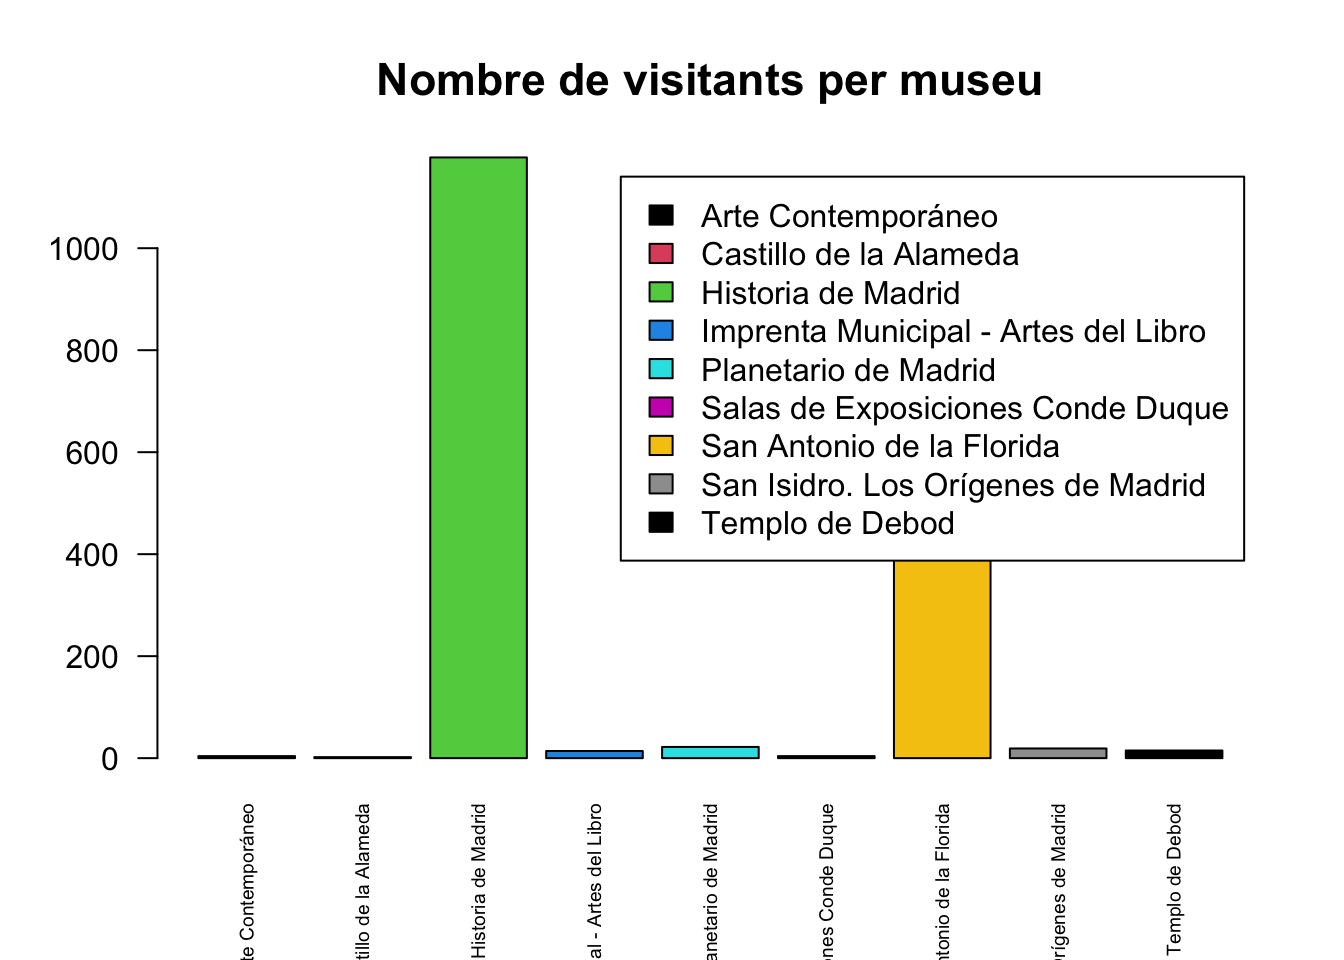 Nombre de visitants per museu
1000
800
600
400
200
0
Arte Contemporáneo
Castillo de la Alameda
Historia de Madrid
Imprenta Municipal - Artes del Libro
Planetario de Madrid
Salas de Exposiciones Conde Duque
San Antonio de la Florida
San Isidro. Los Orígenes de Madrid
Templo de Debod
te Contemporáneo
tillo de la Alameda
Historia de Madrid
al - Artes del Libro
anetario de Madrid
nes Conde Duque
ntonio de la Florida
Orígenes de Madrid
Templo de Debod